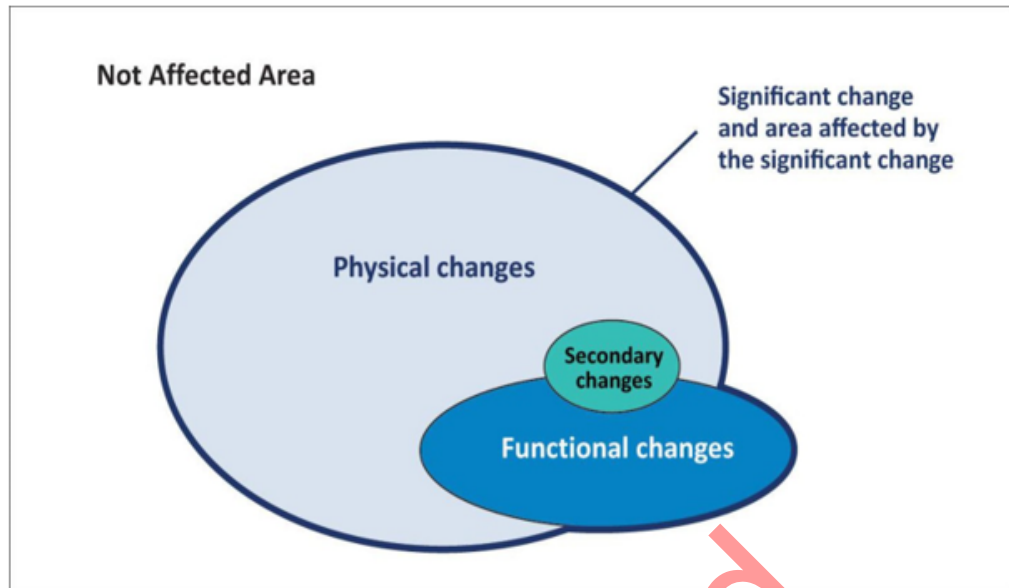 Not Affected Area
Significant change
and area affected by
the significant change
Physical changes
Secondary
changes
Functional changes